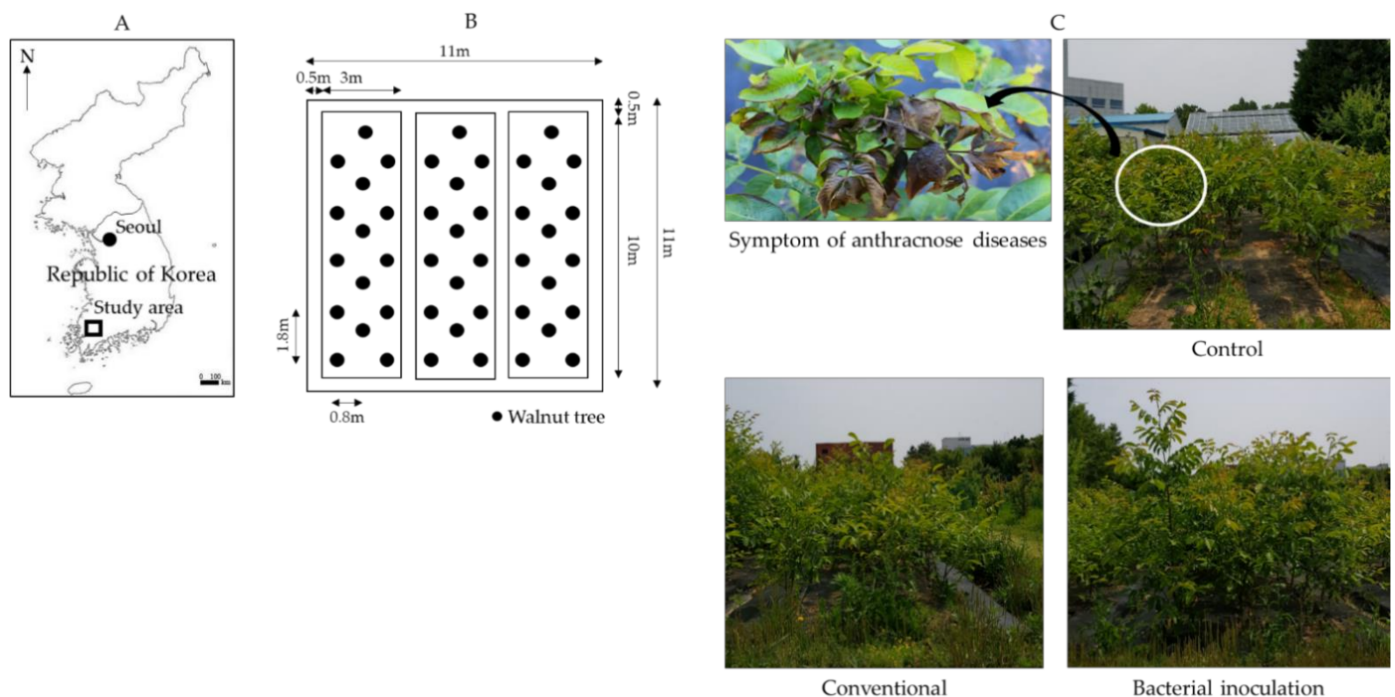 A
N
Seoul
Republic of Korea
Study area
0 100 km
B
11m
0.5m 3m
0.5m
10m
11m
1.8m
0.8m
Walnut tree
C
Symptom of anthracnose diseases
Control
Conventional
Bacterial inoculation